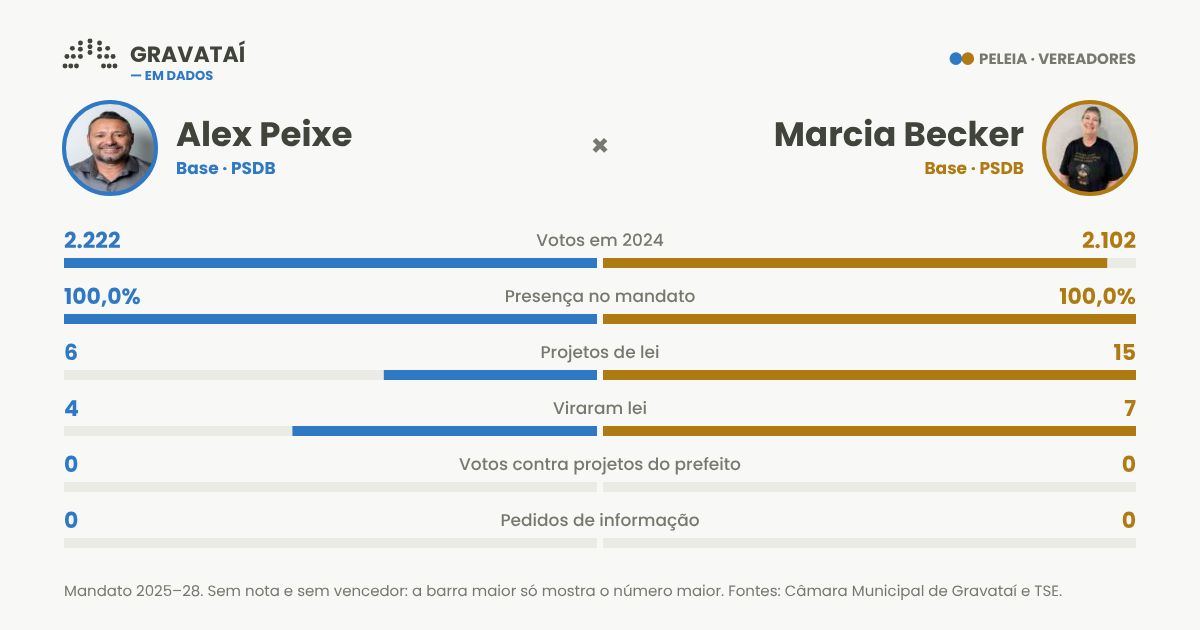 GRAVATAÍ
— EM DADOS
PELEIA · VEREADORES
Alex Peixe
Base · PSDB
✖
Marcia Becker
Base · PSDB
2.222 Votos em 2024 2.102
100,0% Presença no mandato 100,0%
6 Projetos de lei 15
4 Viraram lei 7
0 Votos contra projetos do prefeito 0
0 Pedidos de informação 0
Mandato 2025–28. Sem nota e sem vencedor: a barra maior só mostra o número maior. Fontes: Câmara Municipal de Gravataí e TSE.